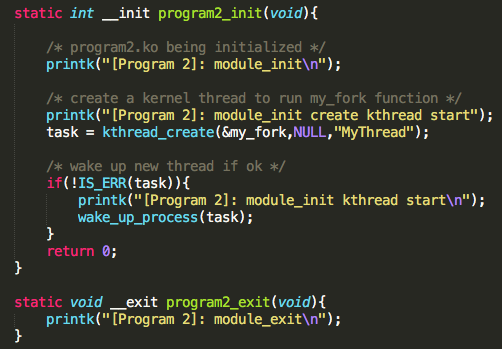 static int __init program2_init(void){
/* program2.ko being initialized */
printk("[Program 2]: module_init\n");
/* create a kernel thread to run my_fork function */
printk("[Program 2]: module_init create kthread start");
task = kthread_create(&my_fork,NULL,"MyThread");
/* wake up new thread if ok */
if(!IS_ERR(task)){
printk("[Program 2]: module_init kthread start\n");
wake_up_process(task);
}
return 0;
}
static void __exit program2_exit(void){
printk("[Program 2]: module_exit\n");
}